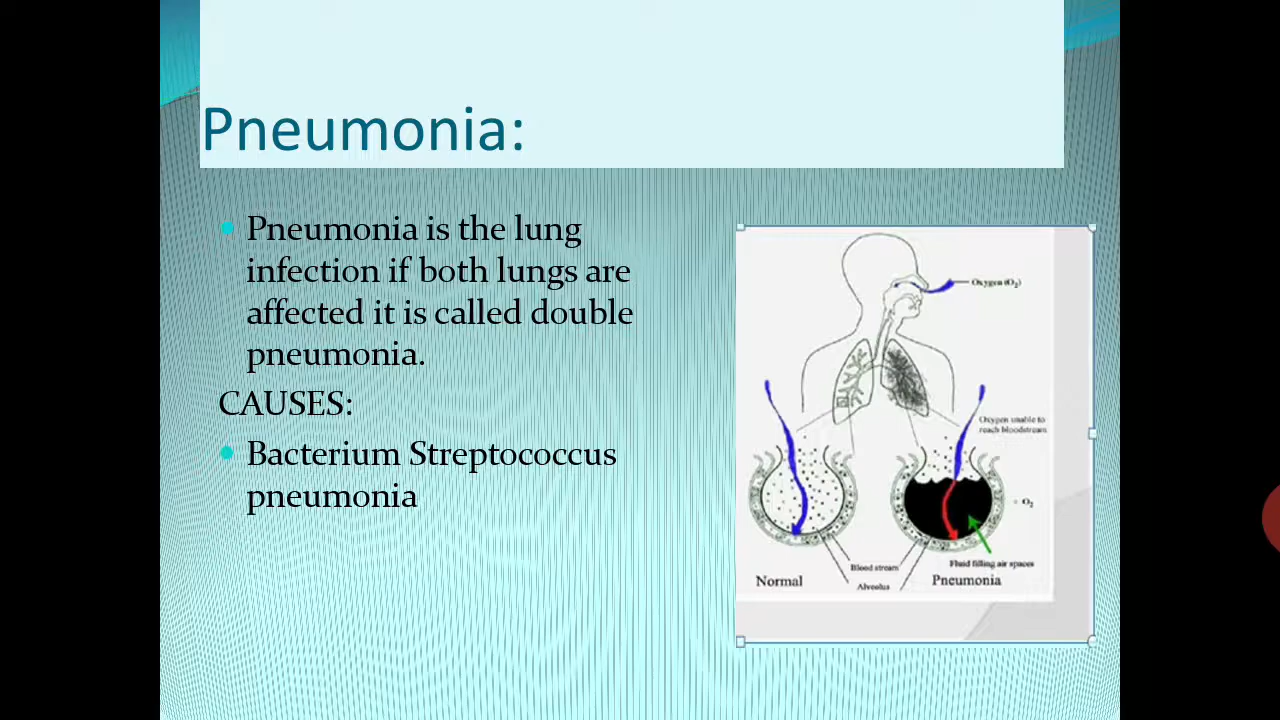 Pneumonia:
Pneumonia is the lung
infection if both lungs are
affected it is called double
pneumonia.
CAUSES:
Bacterium Streptococcus
pneumonia
Oxygen (O2)
Oxygen unable to
reach bloodstream
O2
Blood stream
Fluid filling air spaces
Normal
Alveolus
Pneumonia